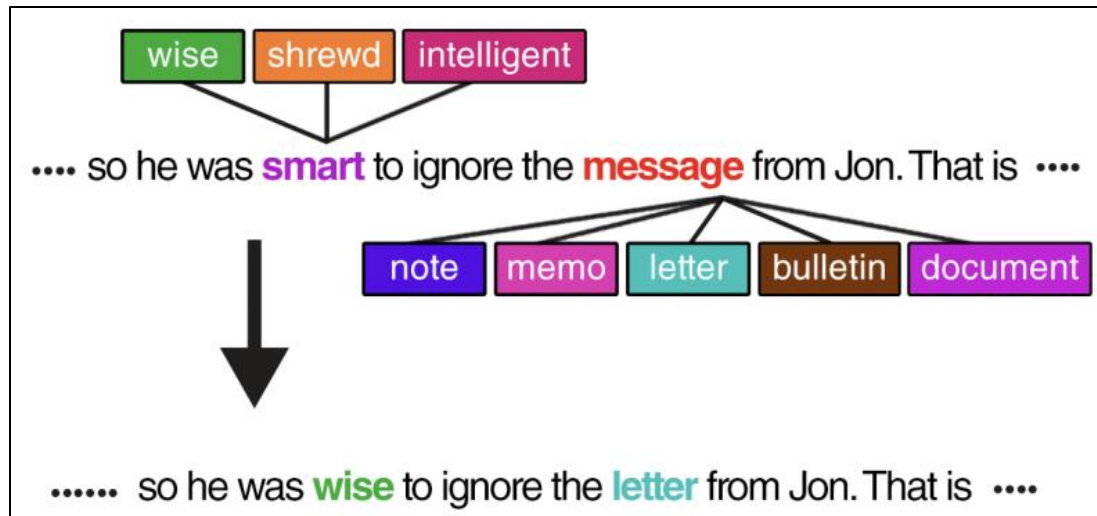 wise shrewd intelligent
.... so he was smart to ignore the message from Jon. That is ....
note memo letter bulletin document
...... so he was wise to ignore the letter from Jon. That is ....